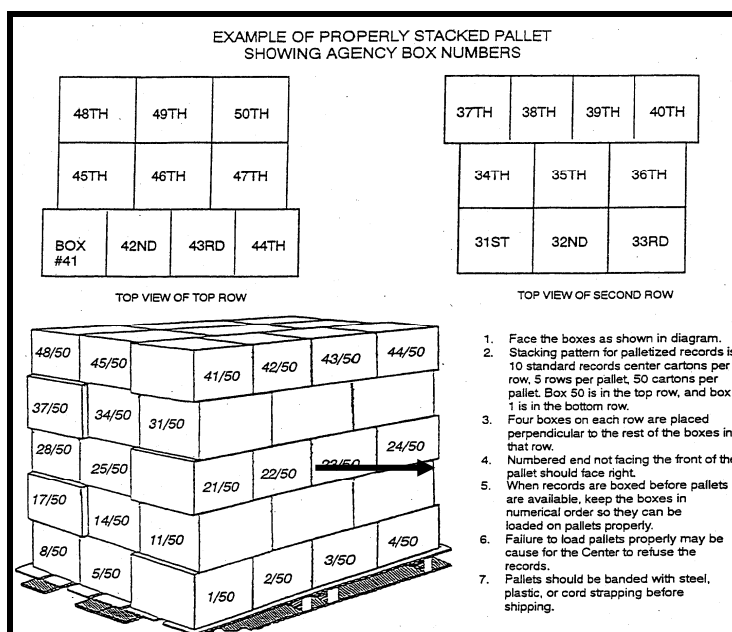 EXAMPLE OF PROPERLY STACKED PALLET
SHOWING AGENCY BOX NUMBERS
48TH 49TH 50TH
45TH 46TH 47TH
BOX
#41 42ND 43RD 44TH
TOP VIEW OF TOP ROW
37TH 38TH 39TH 40TH
34TH 35TH 36TH
31ST 32ND 33RD
TOP VIEW OF SECOND ROW
48/50 45/50 41/50 42/50 43/50 44/50
37/50 34/50 31/50
28/50 25/50 21/50 22/50 23/50 24/50
17/50 14/50 11/50
8/50 5/50 1/50 2/50 3/50 4/50
1. Face the boxes as shown in diagram.
2. Stacking pattern for palletized records is
10 standard records center cartons per
row, 5 rows per pallet, 50 cartons per
pallet. Box 50 is in the top row, and box
1 is in the bottom row.
3. Four boxes on each row are placed
perpendicular to the rest of the boxes in
that row.
4. Numbered end not facing the front of the
pallet should face right.
5. When records are boxed before pallets
are available, keep the boxes in
numerical order so they can be
loaded on pallets properly.
6. Failure to load pallets properly may be
cause for the Center to refuse the
records.
7. Pallets should be banded with steel,
plastic, or cord strapping before
shipping.